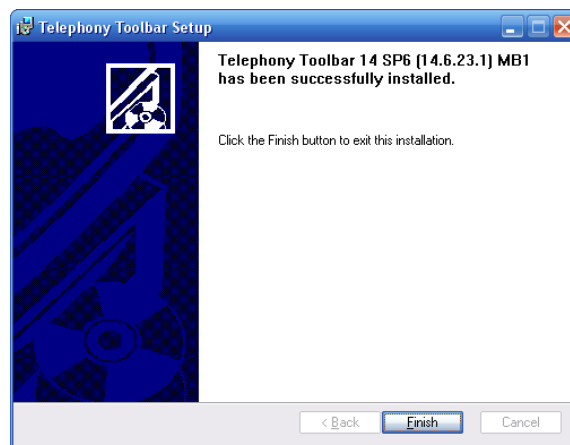 Telephony Toolbar Setup
Telephony Toolbar 14 SP6 (14.6.23.1) MB1
has been successfully installed.
Click the Finish button to exit this installation.
< Back
Finish
Cancel